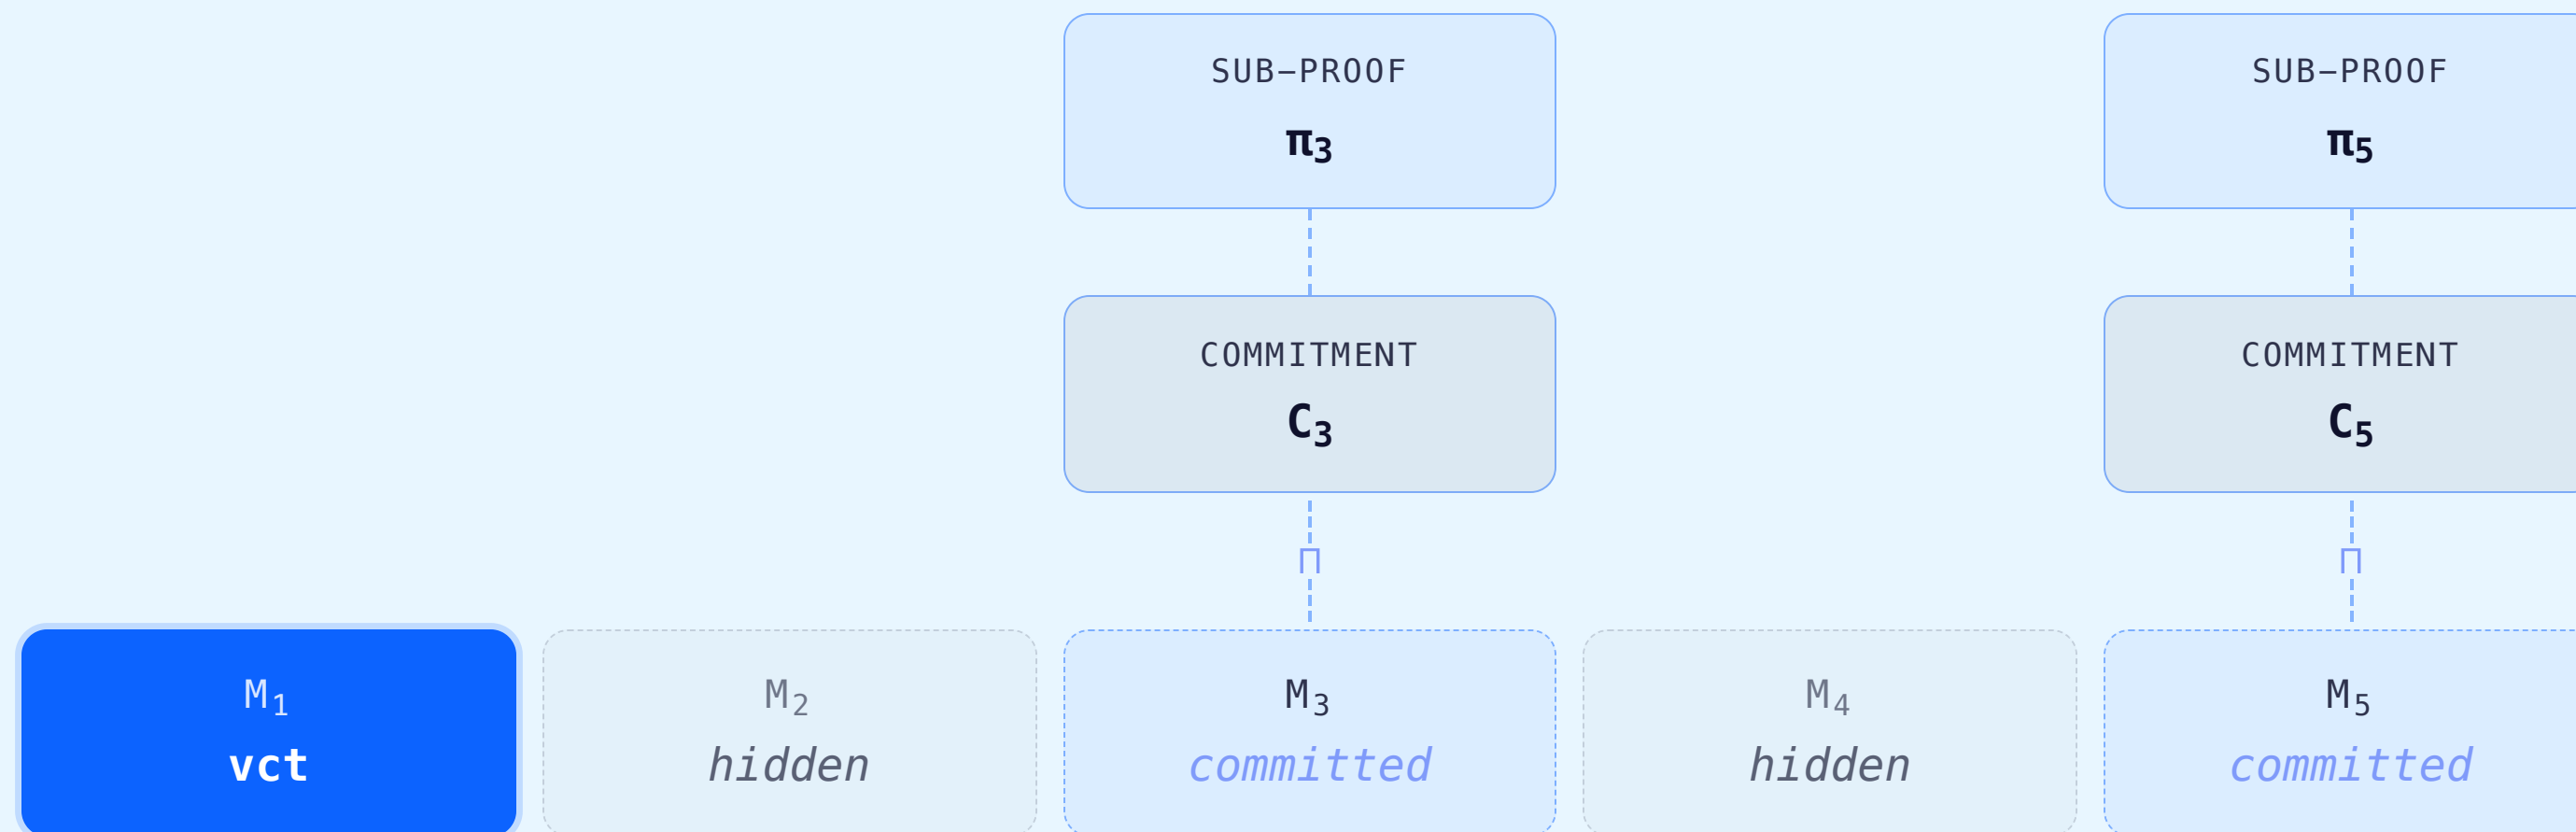 SUB–PROOF SUB–PROOF
π₃ π₅
COMMITMENT COMMITMENT
C₃ C₅
Π Π
M₁ M₂ M₃ M₄ M₅
vct hidden committed hidden committed